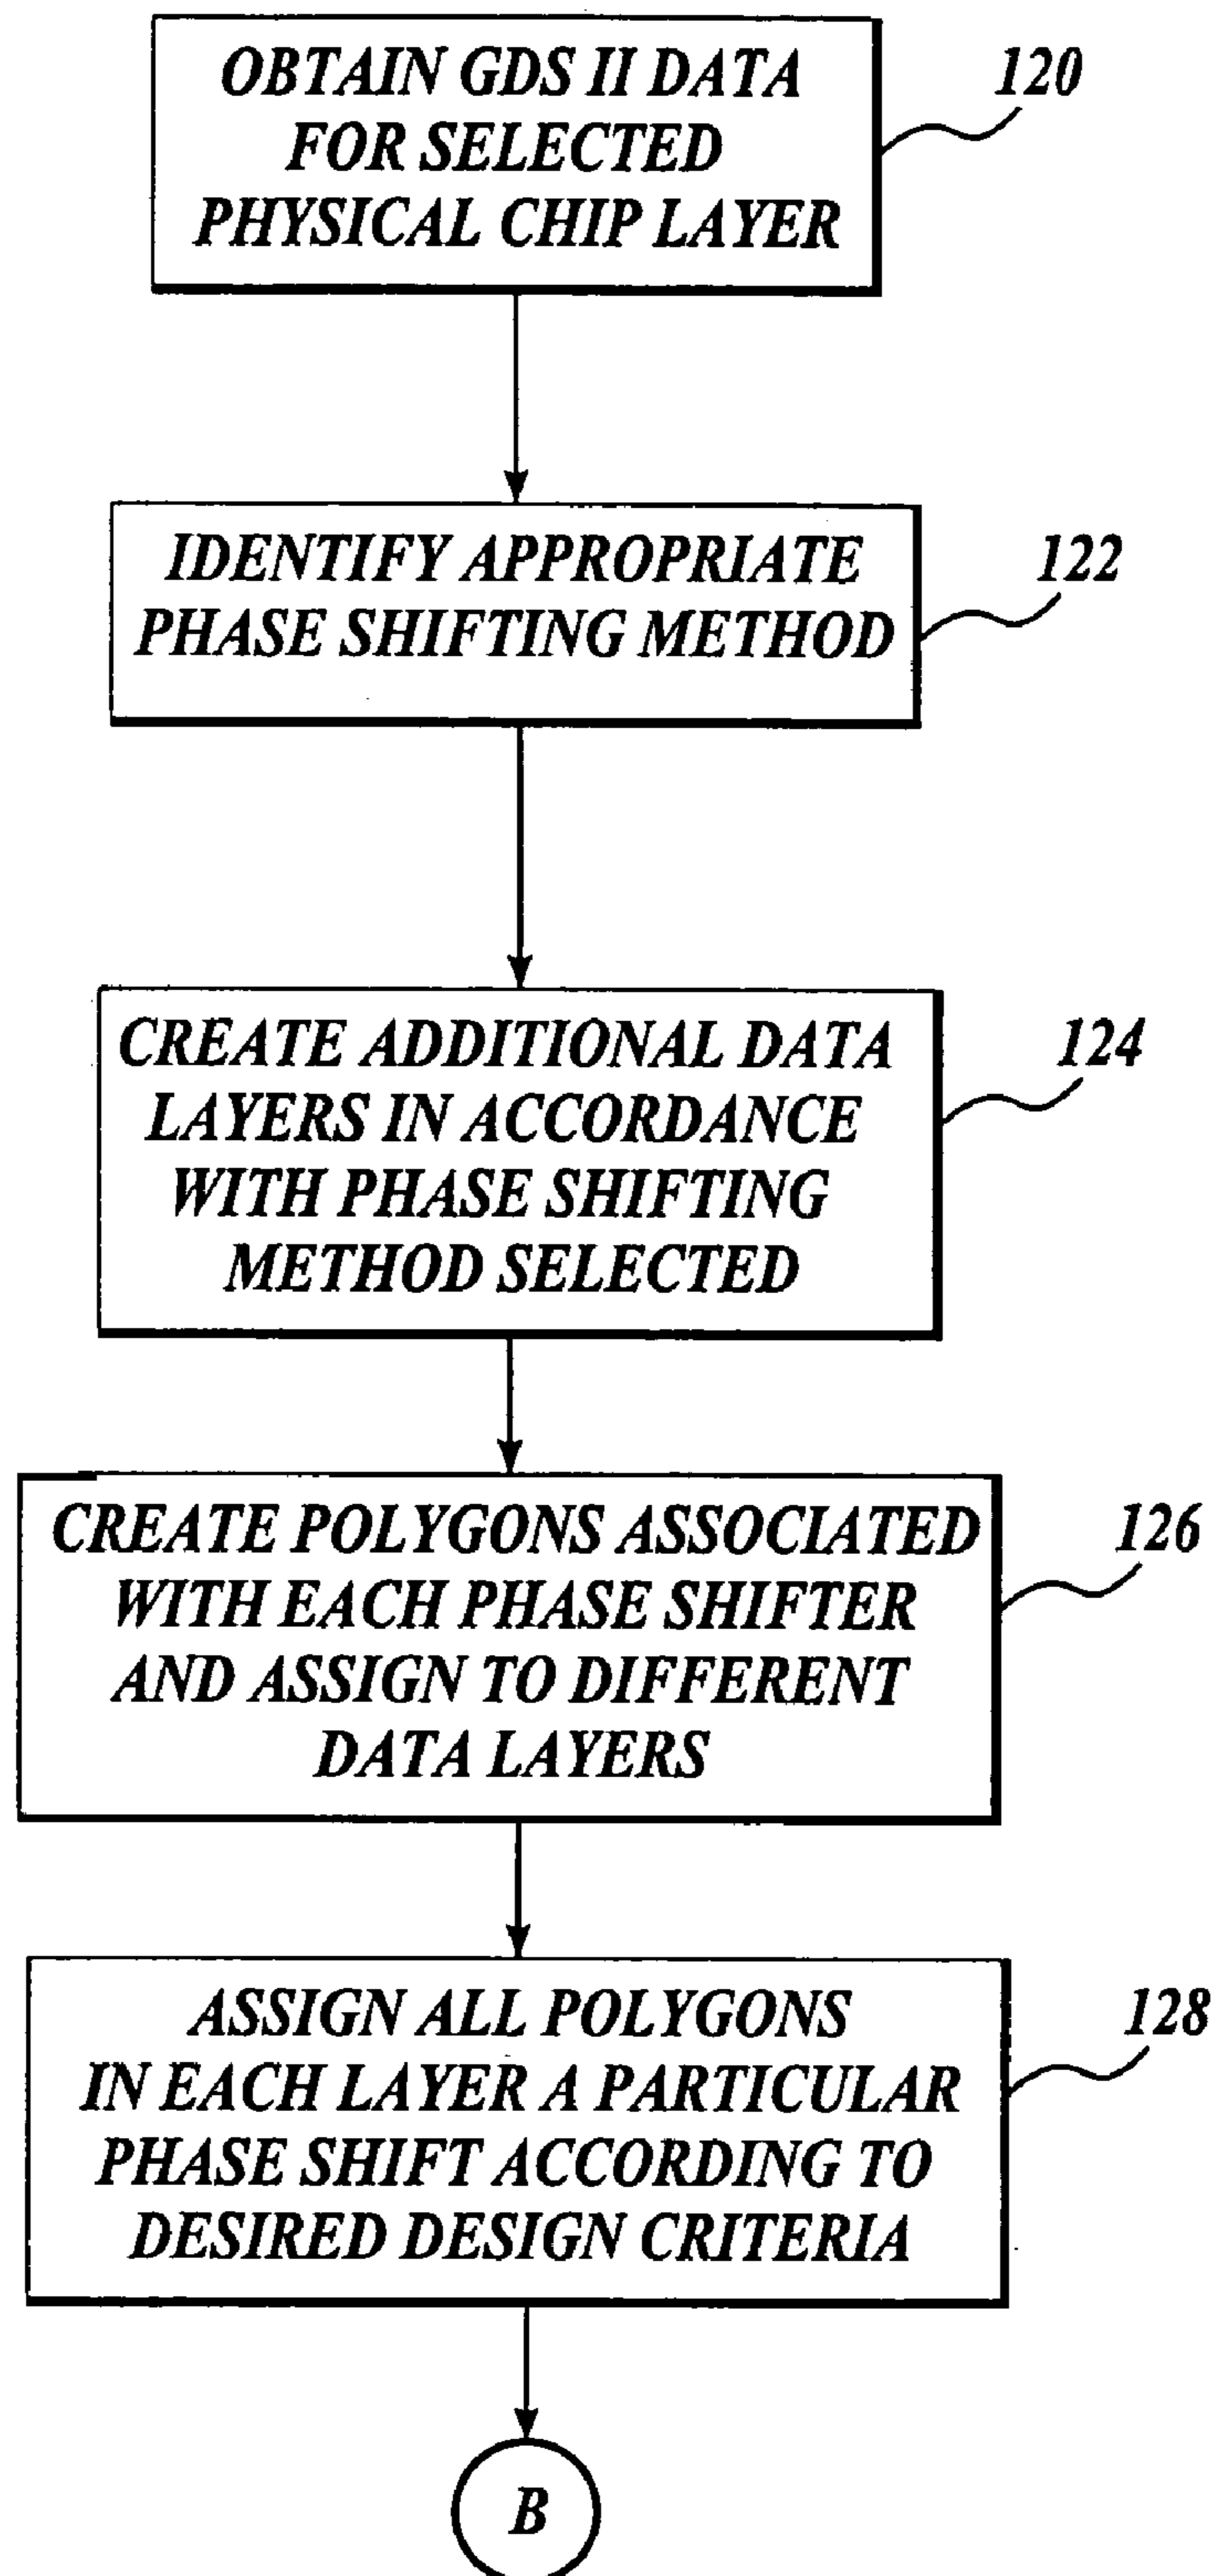 OBTAIN GDS II DATA
FOR SELECTED
PHYSICAL CHIP LAYER
120
IDENTIFY APPROPRIATE
PHASE SHIFTING METHOD
122
CREATE ADDITIONAL DATA
LAYERS IN ACCORDANCE
WITH PHASE SHIFTING
METHOD SELECTED
124
CREATE POLYGONS ASSOCIATED
WITH EACH PHASE SHIFTER
AND ASSIGN TO DIFFERENT
DATA LAYERS
126
ASSIGN ALL POLYGONS
IN EACH LAYER A PARTICULAR
PHASE SHIFT ACCORDING TO
DESIRED DESIGN CRITERIA
128
B